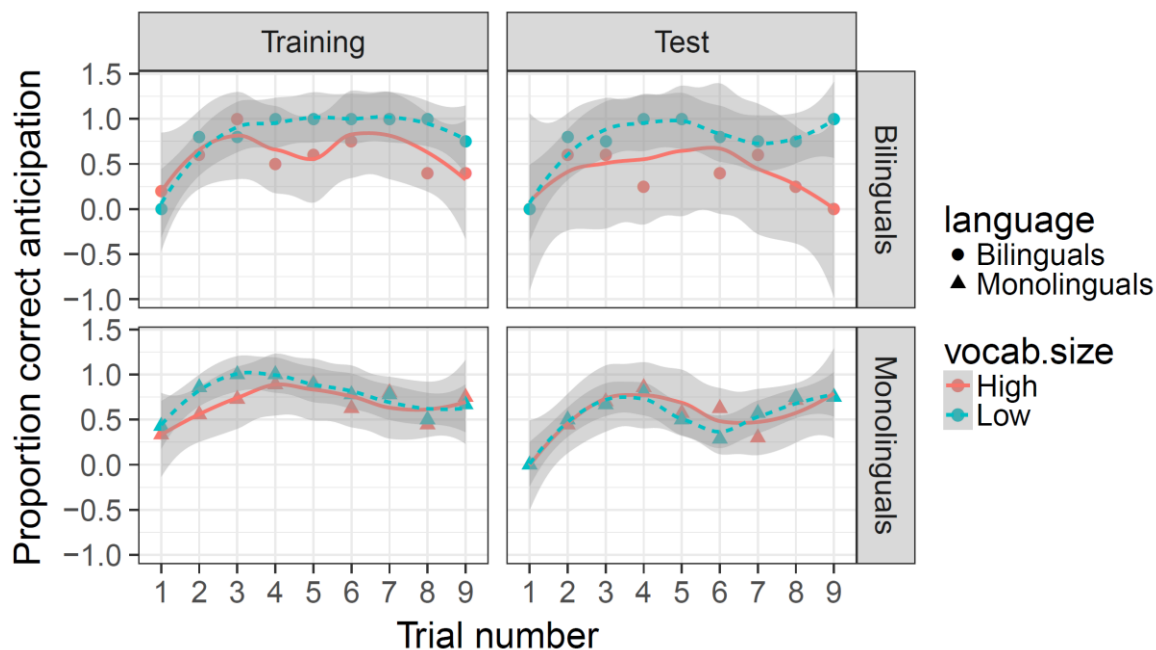 Training
Test
Proportion correct anticipation
1.5
1.0
0.5
0.0
−0.5
−1.0
Bilinguals
1.5
1.0
0.5
0.0
−0.5
−1.0
Monolinguals
1 2 3 4 5 6 7 8 9
1 2 3 4 5 6 7 8 9
Trial number
language
Bilinguals
Monolinguals
vocab.size
High
Low